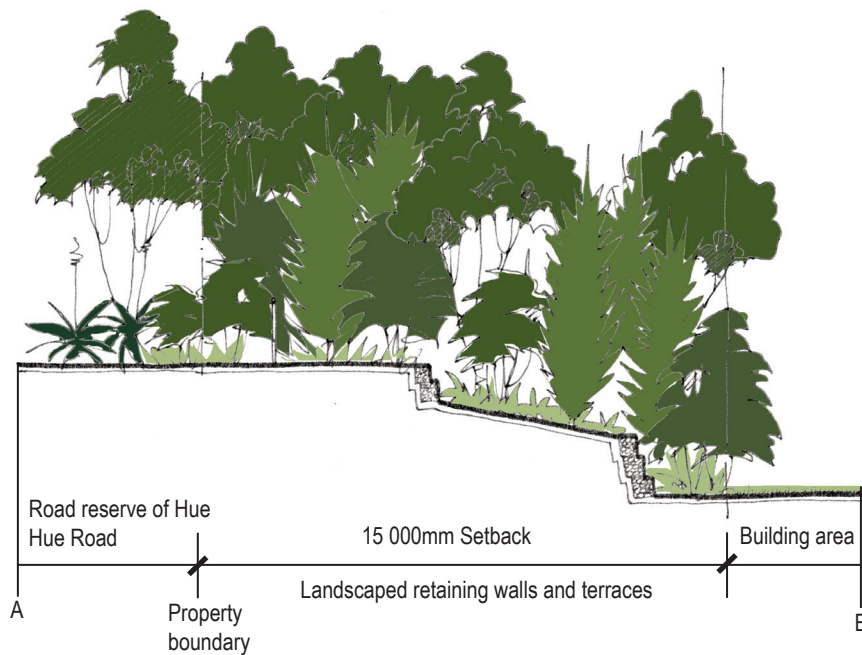 Road reserve of Hue
Hue Road
15 000mm Setback
Building area
Landscaped retaining walls and terraces
A
Property
boundary
B